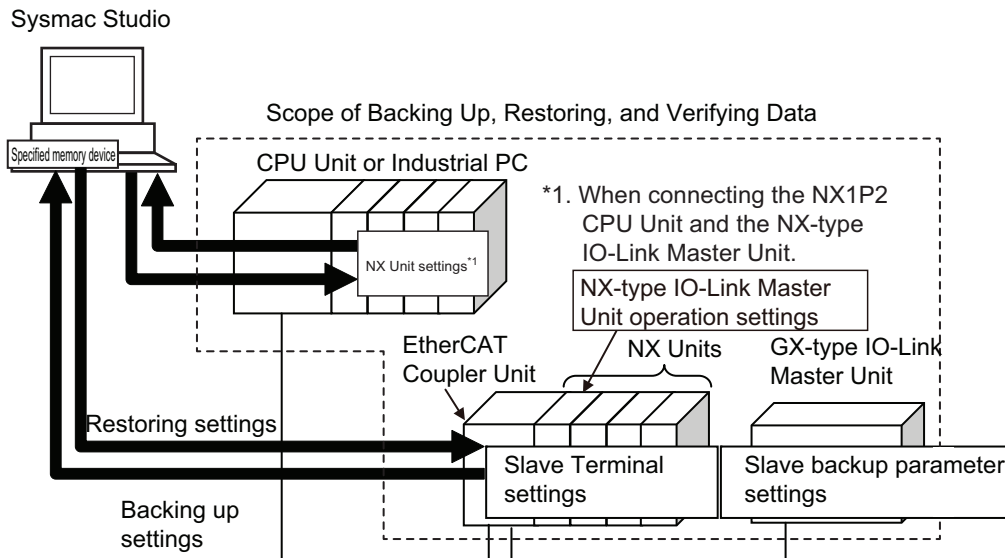 Sysmac Studio
Specified memory device
Scope of Backing Up, Restoring, and Verifying Data
CPU Unit or Industrial PC
NX Unit settings*1
*1. When connecting the NX1P2
CPU Unit and the NX-type
IO-Link Master Unit.
NX-type IO-Link Master
Unit operation settings
EtherCAT
Coupler Unit
NX Units
GX-type IO-Link
Master Unit
Restoring settings
Slave Terminal
settings
Slave backup parameter
settings
Backing up
settings